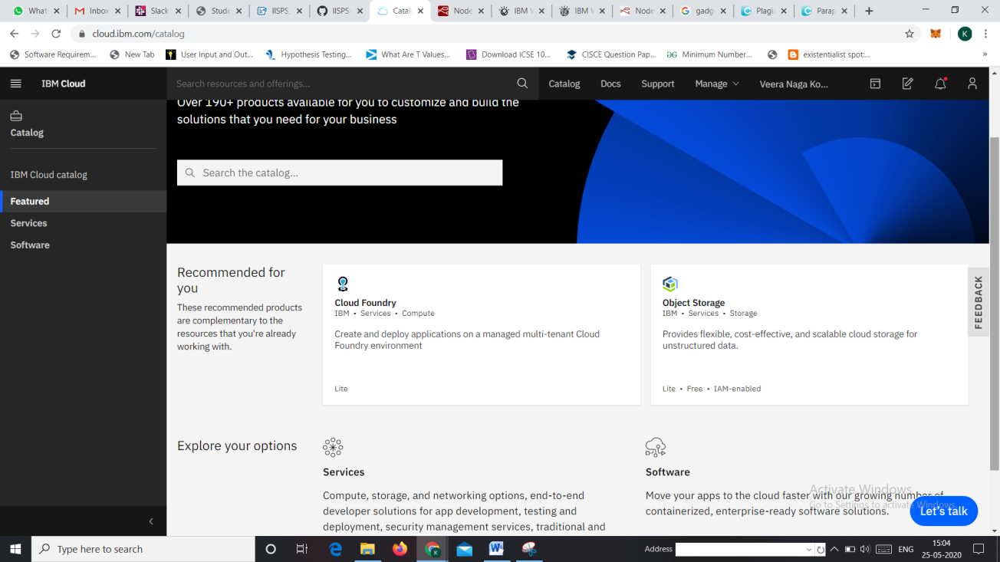 What:
Inbox
Slack
Stude
IISPS_
IISPS-
Catal
Node
IBM W
IBM W
Node
gadg
Plagi
Parap
cloud.ibm.com/catalog
K
Software Requirem...
New Tab
User Input and Out...
Hypothesis Testing...
What Are T Values...
Download ICSE 10...
CISCE Question Pap...
Minimum Number...
existentialist spot:...
»
IBM Cloud
Search resources and offerings...
Catalog
Docs
Support
Manage
Veera Naga Ko...
Catalog
IBM Cloud catalog
Featured
Services
Software
Over 190+ products available for you to customize and build the
solutions that you need for your business
Search the catalog...
Recommended for
you
These recommended products
are complementary to the
resources that you're already
working with.
Cloud Foundry
IBM • Services • Compute
Create and deploy applications on a managed multi-tenant Cloud
Foundry environment
Lite
Object Storage
IBM • Services • Storage
Provides flexible, cost-effective, and scalable cloud storage for
unstructured data.
Lite • Free • IAM-enabled
FEEDBACK
Explore your options
Services
Compute, storage, and networking options, end-to-end
developer solutions for app development, testing and
deployment, security management services, traditional and
Software
Move your apps to the cloud faster with our growing number of
containerized, enterprise-ready software solutions.
Activate Windows
Go to Settings to activate Windows.
Let's talk
Type here to search
Address
ENG
15:04
25-05-2020